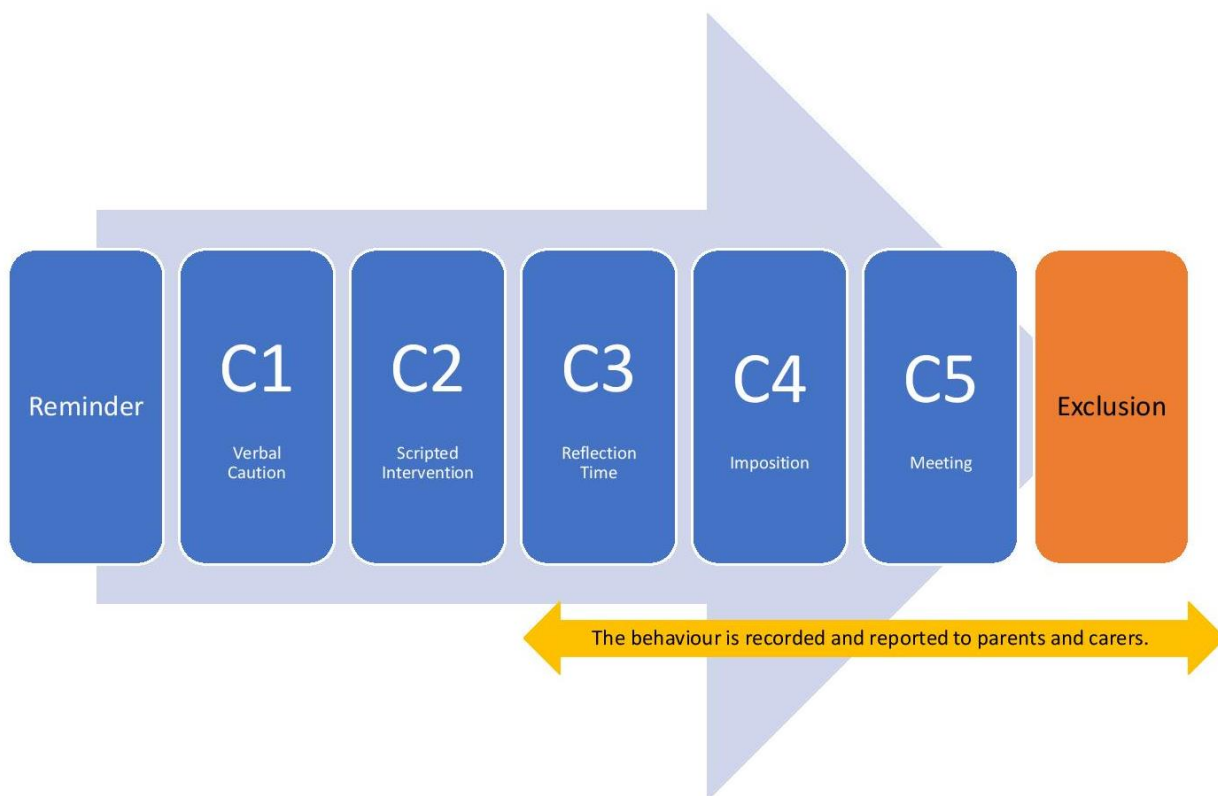 Reminder
C1
Verbal
Caution
C2
Scripted
Intervention
C3
Reflection
Time
C4
Imposition
C5
Meeting
Exclusion
The behaviour is recorded and reported to parents and carers.